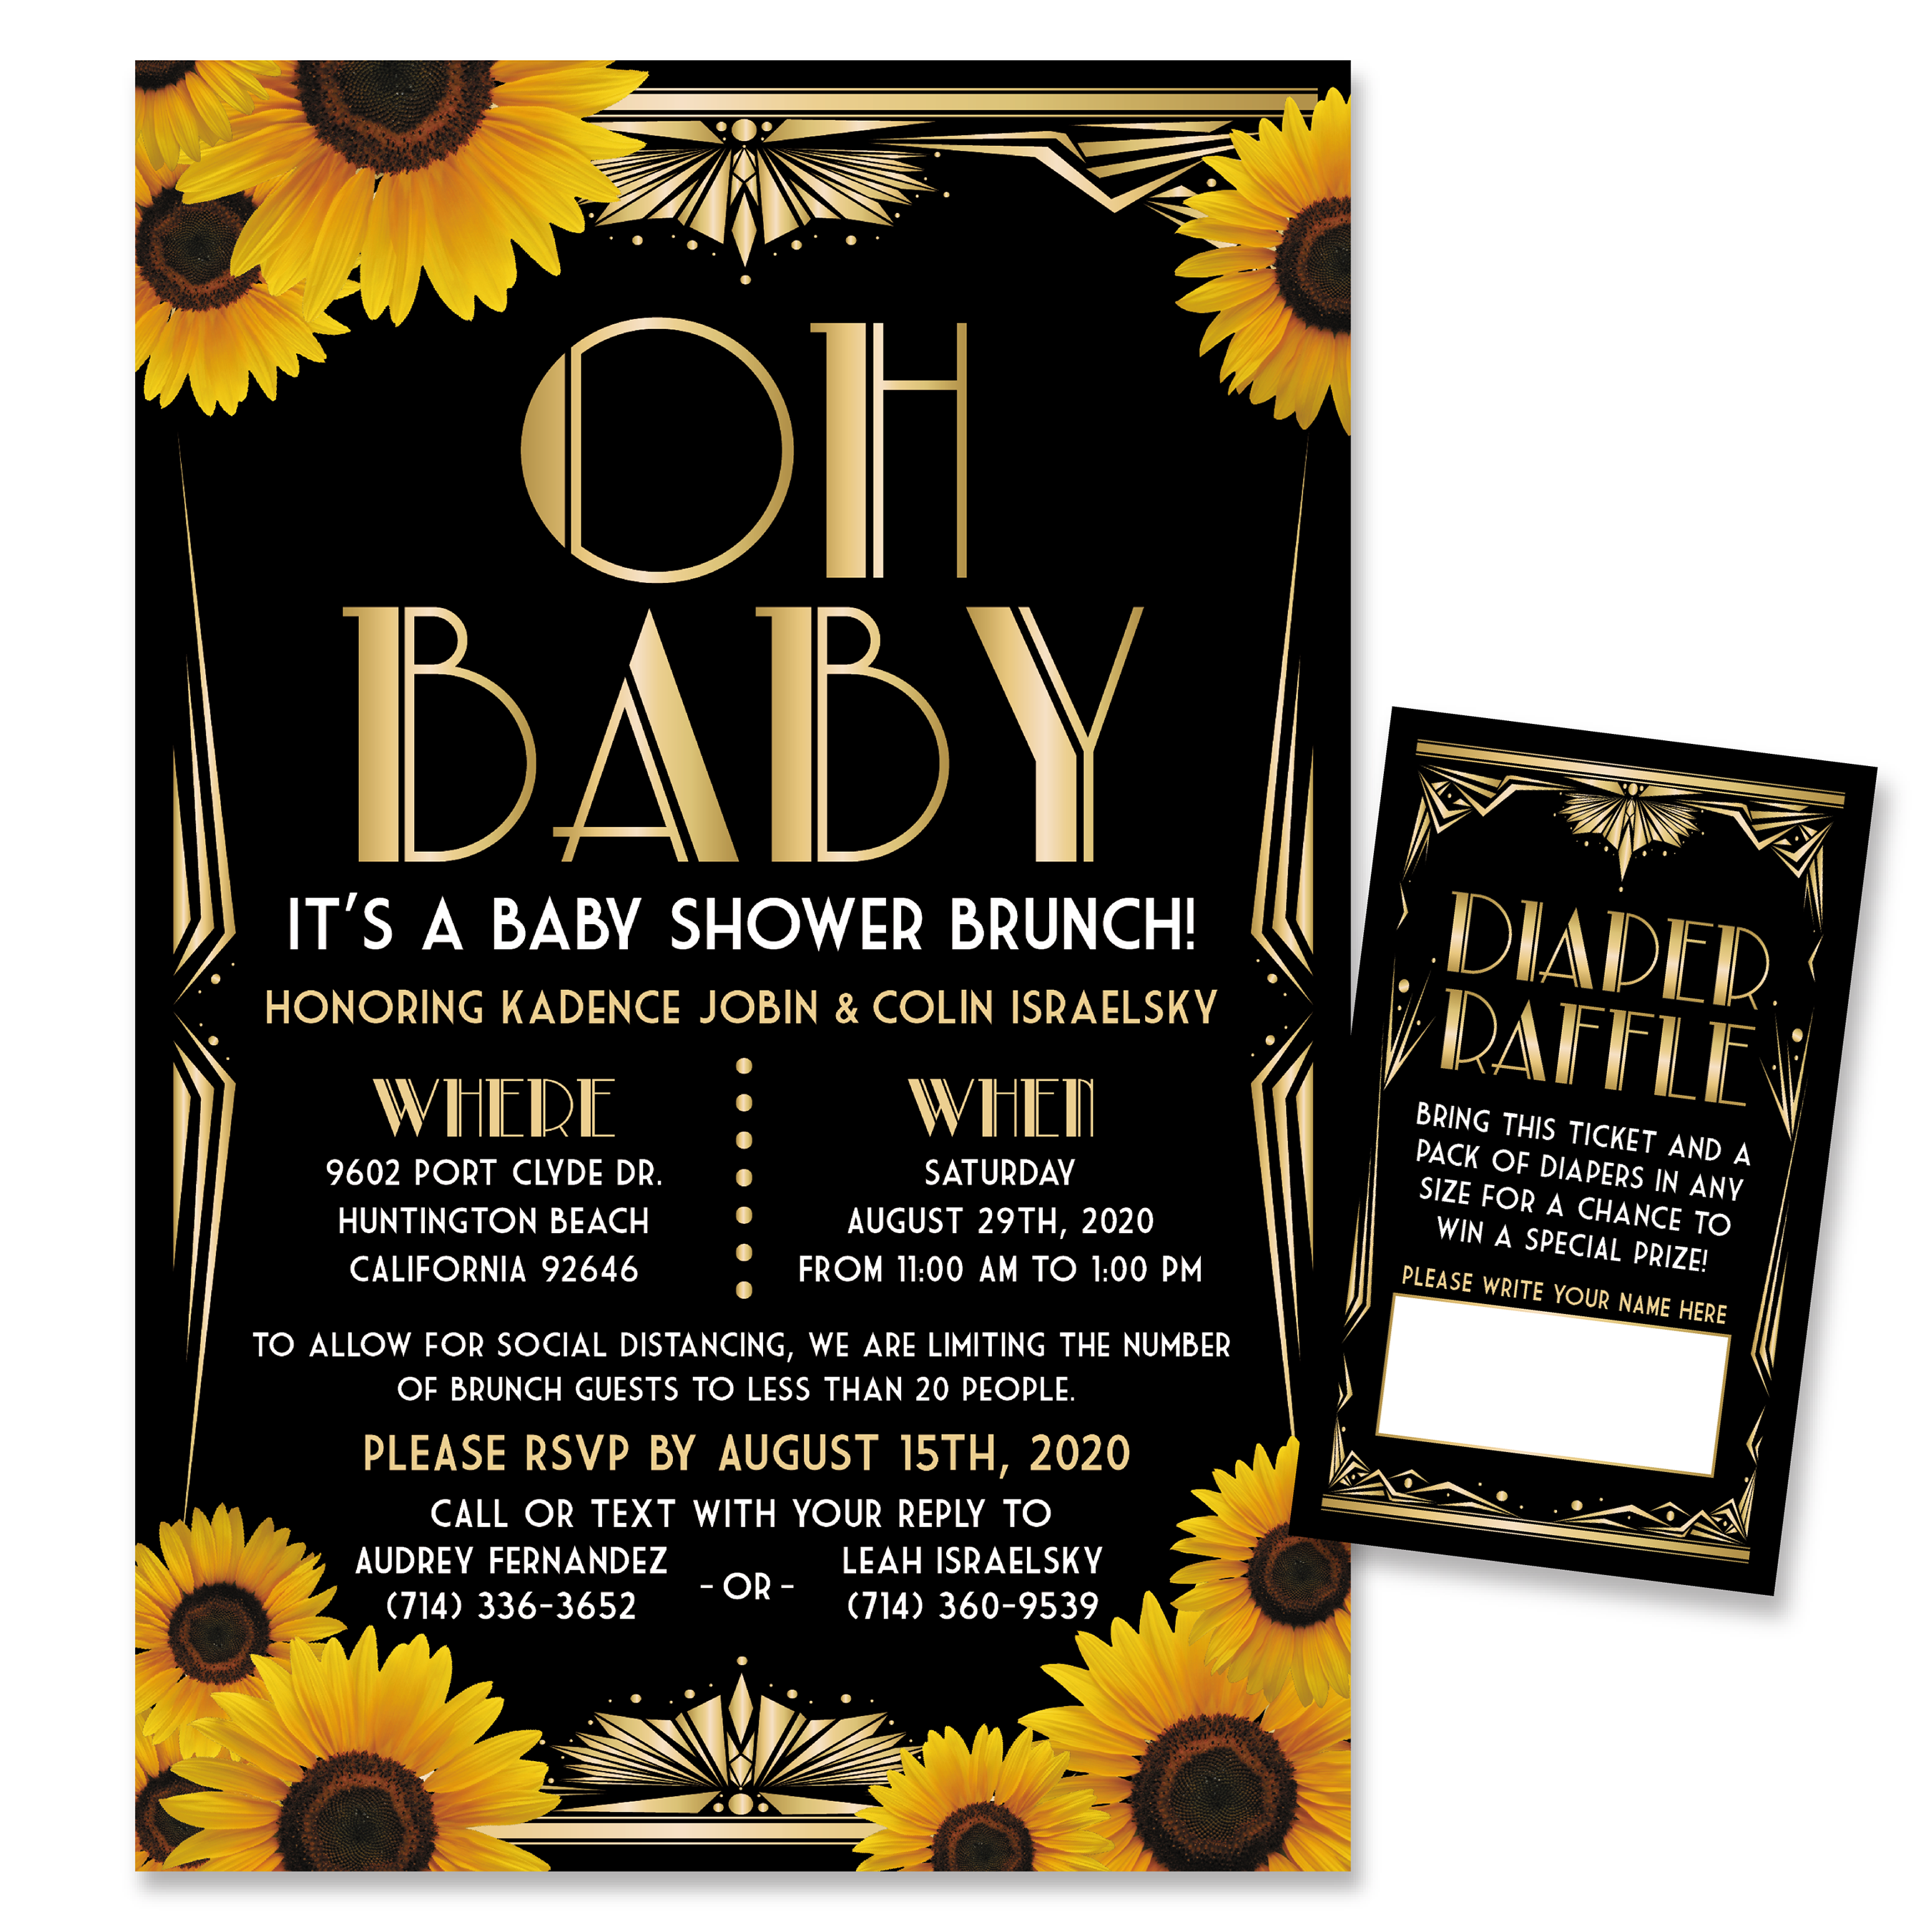 OH
BABY
IT'S A BABY SHOWER BRUNCH!
HONORING KADENCE JOBIN & COLIN ISRAELSKY
WHERE
9602 PORT CLYDE DR.
HUNTINGTON BEACH
CALIFORNIA 92646
WHEN
SATURDAY
AUGUST 29TH, 2020
FROM 11:00 AM TO 1:00 PM
TO ALLOW FOR SOCIAL DISTANCING, WE ARE LIMITING THE NUMBER
OF BRUNCH GUESTS TO LESS THAN 20 PEOPLE.
PLEASE RSVP BY AUGUST 15TH, 2020
CALL OR TEXT WITH YOUR REPLY TO
AUDREY FERNANDEZ
(714) 336-3652
- OR -
LEAH ISRAELSKY
(714) 360-9539
DIAPER
RAFFLE
BRING THIS TICKET AND A
PACK OF DIAPERS IN ANY
SIZE FOR A CHANCE TO
WIN A SPECIAL PRIZE!
PLEASE WRITE YOUR NAME HERE